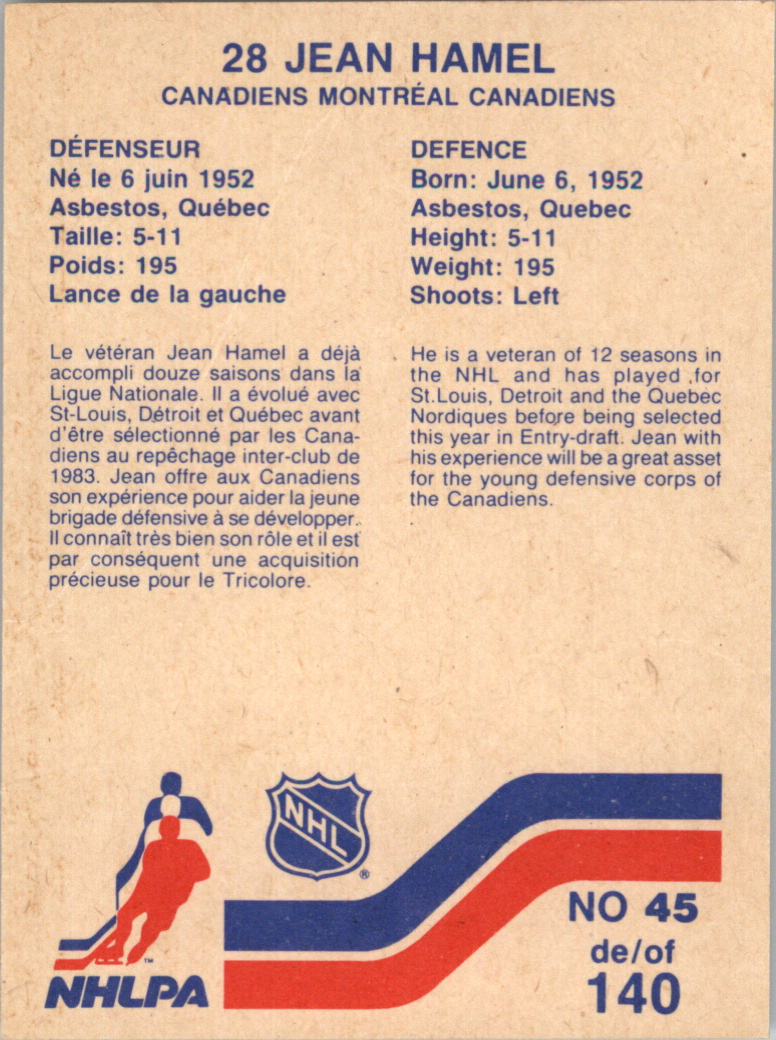 28 JEAN HAMEL
CANADIENS MONTRÉAL CANADIENS
DÉFENSEUR
Né le 6 juin 1952
Asbestos, Québec
Taille: 5-11
Poids: 195
Lance de la gauche
DEFENCE
Born: June 6, 1952
Asbestos, Quebec
Height: 5-11
Weight: 195
Shoots: Left
Le vétéran Jean Hamel a déjà
accompli douze saisons dans la
Ligue Nationale. Il a évolué avec
St-Louis, Détroit et Québec avant
d'être sélectionné par les Cana-
diens au repêchage inter-club de
1983. Jean offre aux Canadiens
son expérience pour aider la jeune
brigade défensive à se développer.
Il connaît très bien son rôle et il est
par conséquent une acquisition
précieuse pour le Tricolore.
He is a veteran of 12 seasons in
the NHL and has played for
St.Louis, Detroit and the Quebec
Nordiques before being selected
this year in Entry-draft. Jean with
his experience will be a great asset
for the young defensive corps of
the Canadiens.
NHL
®
TM
NHLPA
NO 45
de/of
140